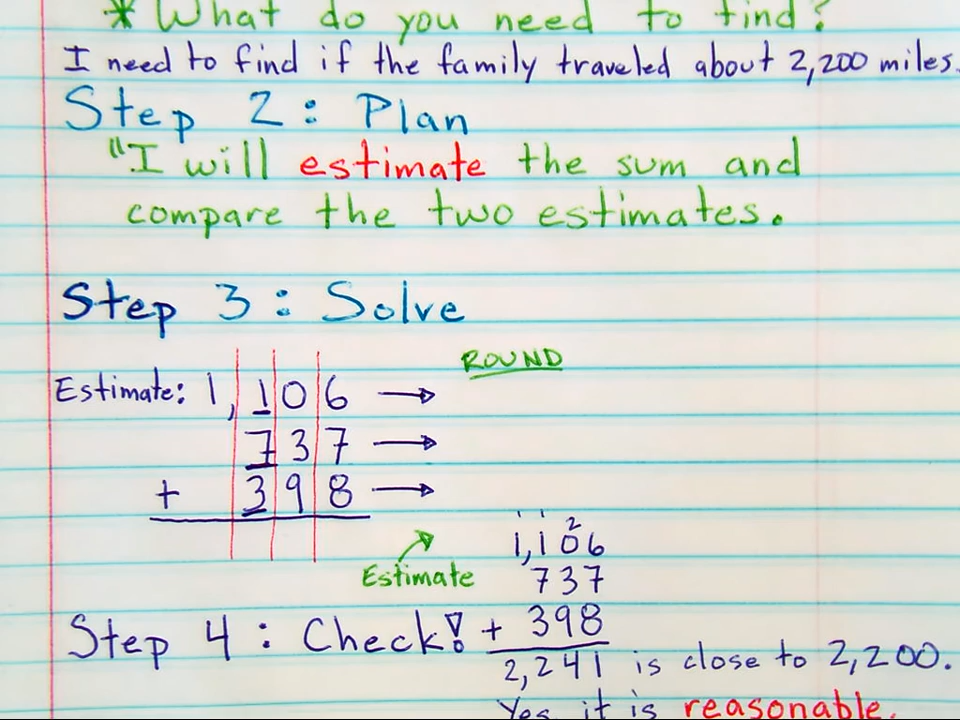 * What do you need to find?
I need to find if the family traveled about 2,200 miles.
Step 2: Plan
"I will estimate the sum and
compare the two estimates.
Step 3: Solve
ROUND
Estimate: 1,106 →
737 →
+ 398 →
Estimate
1 1 2
1,106
737
Step 4: Check! + 398
2,241 is close to 2,200.
Yes it is reasonable.